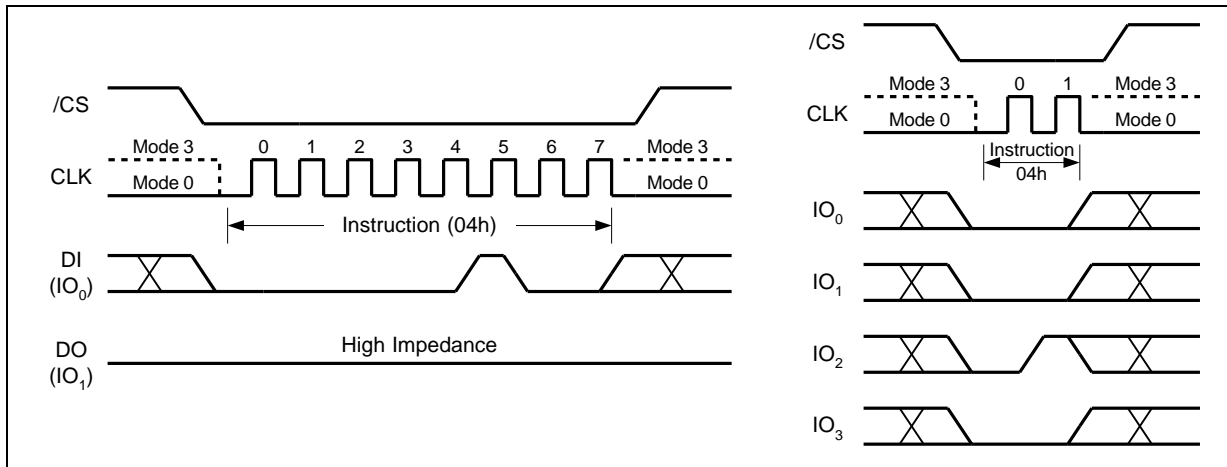 /CS
Mode 3 0 1 2 3 4 5 6 7 Mode 3
CLK Mode 0 Mode 0
Instruction (04h)
DI
(IO0)
DO High Impedance
(IO1)
/CS
Mode 3 0 1 Mode 3
CLK Mode 0 Mode 0
Instruction
04h
IO0
IO1
IO2
IO3